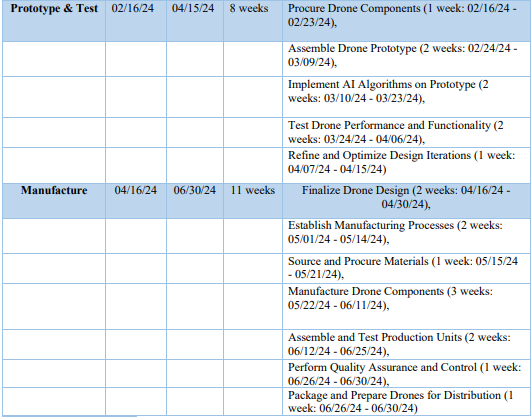 Prototype & Test 02/16/24 04/15/24 8 weeks Procure Drone Components (1 week: 02/16/24 -
02/23/24),
Assemble Drone Prototype (2 weeks: 02/24/24 -
03/09/24),
Implement AI Algorithms on Prototype (2
weeks: 03/10/24 - 03/23/24),
Test Drone Performance and Functionality (2
weeks: 03/24/24 - 04/06/24),
Refine and Optimize Design Iterations (1 week:
04/07/24 - 04/15/24)
Manufacture 04/16/24 06/30/24 11 weeks Finalize Drone Design (2 weeks: 04/16/24 -
04/30/24),
Establish Manufacturing Processes (2 weeks:
05/01/24 - 05/14/24),
Source and Procure Materials (1 week: 05/15/24
- 05/21/24),
Manufacture Drone Components (3 weeks:
05/22/24 - 06/11/24),
Assemble and Test Production Units (2 weeks:
06/12/24 - 06/25/24),
Perform Quality Assurance and Control (1 week:
06/26/24 - 06/30/24),
Package and Prepare Drones for Distribution (1
week: 06/26/24 - 06/30/24)